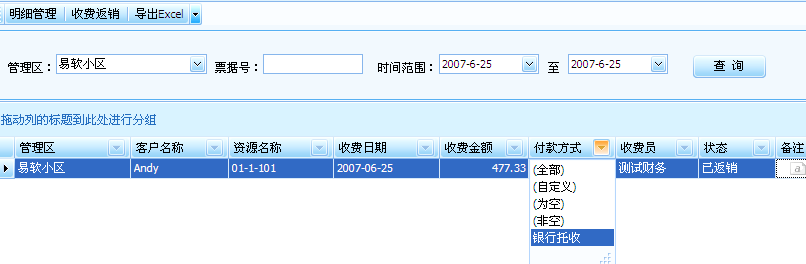 明细管理 收费返销 导出Excel
管理区： 易软小区 票据号： 时间范围： 2007-6-25 至 2007-6-25 查 询
拖动列的标题到此处进行分组
管理区 客户名称 资源名称 收费日期 收费金额 付款方式 收费员 状态 备注
易软小区 Andy 01-1-101 2007-06-25 477.33 测试财务 已返销
(全部)
(自定义)
(为空)
(非空)
银行托收